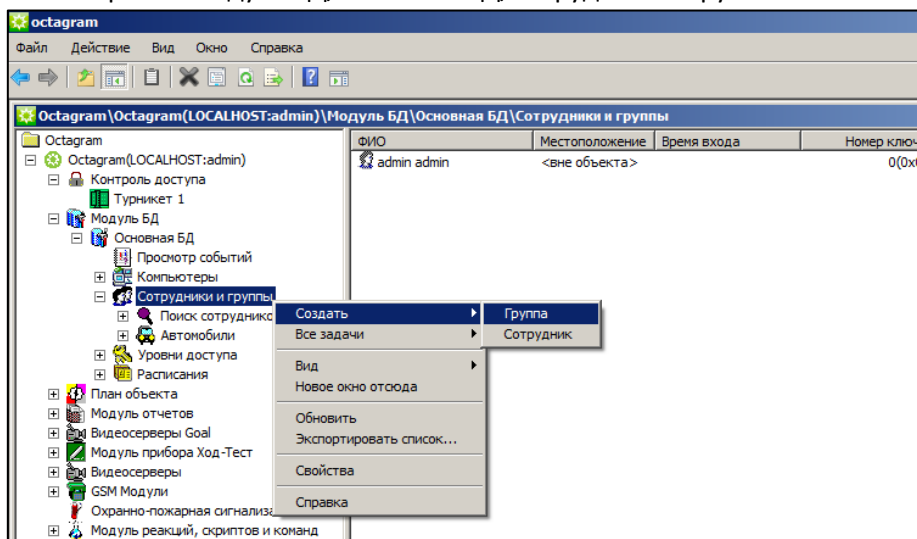 octagram
Файл Действие Вид Окно Справка
Octagram\Octagram(LOCALHOST:admin)\Модуль БД\Основная БД\Сотрудники и группы
Octagram
ФИО Местоположение Время входа Номер ключ
Octagram(LOCALHOST:admin)
admin admin <вне объекта> 0(0x
Контроль доступа
Турникет 1
Модуль БД
Основная БД
Просмотр событий
Компьютеры
Сотрудники и группы
Создать Группа
Поиск сотруднико
Все задачи Сотрудник
Автомобили
Уровни доступа
Вид
Расписания
Новое окно отсюда
План объекта
Модуль отчетов
Обновить
Видеосерверы Goal
Экспортировать список...
Модуль прибора Ход-Тест
Видеосерверы
Свойства
GSM Модули
Справка
Охранно-пожарная сигнализа
Модуль реакций, скриптов и команд